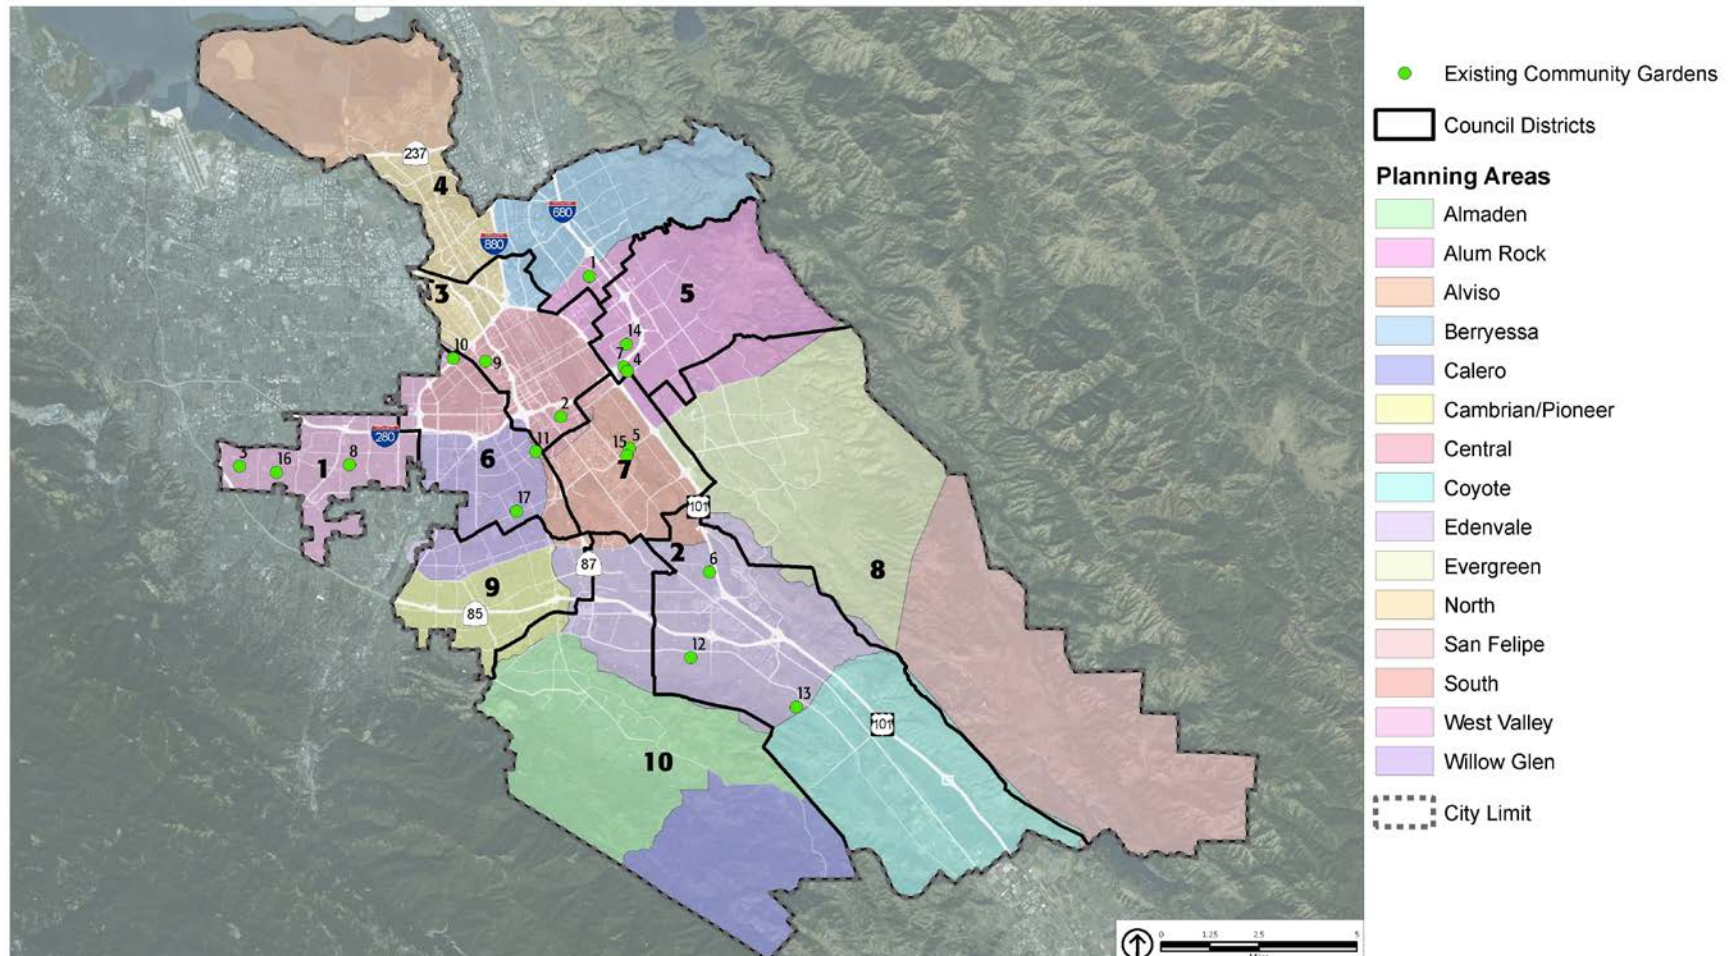 237
4
680
880
1
3
5
14
10
7
4
9
2
5
11
15
280
3
16
8
1
6
7
17
101
2
87
6
8
9
85
12
13
101
10
0 1.25 2.5 5
Existing Community Gardens
Council Districts
Planning Areas
Almaden
Alum Rock
Alviso
Berryessa
Calero
Cambrian/Pioneer
Central
Coyote
Edenvale
Evergreen
North
San Felipe
South
West Valley
Willow Glen
City Limit